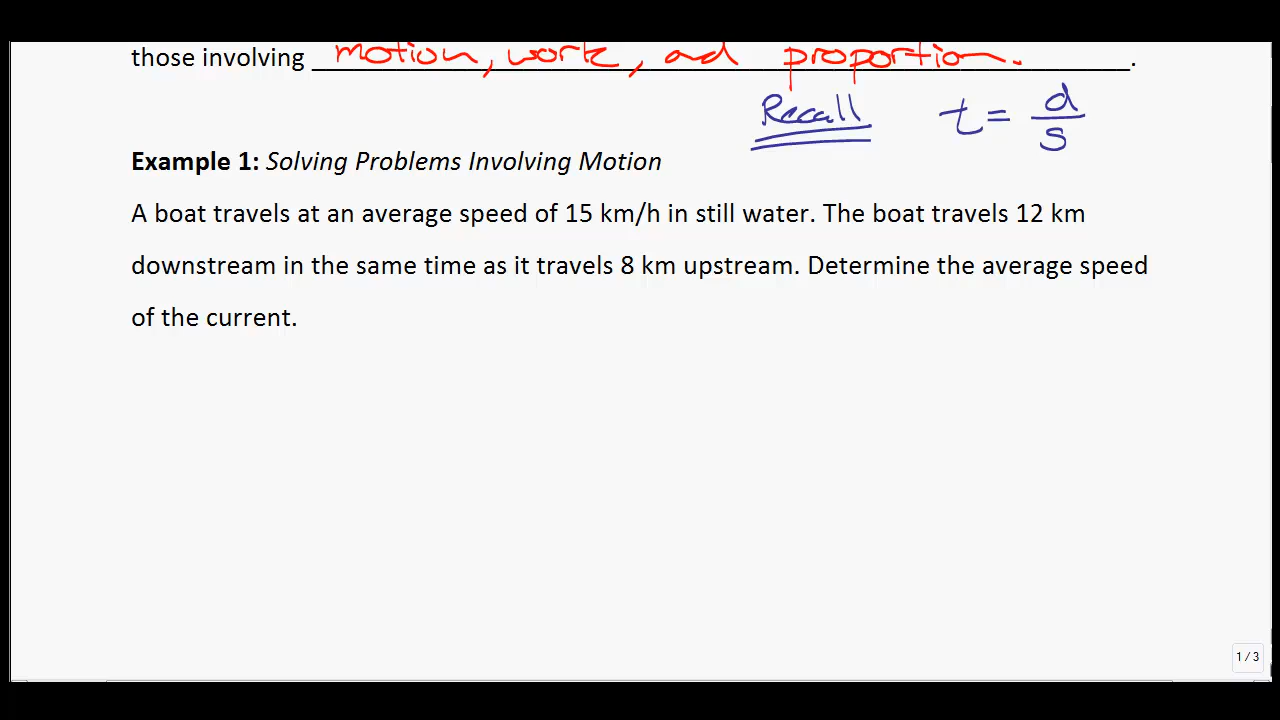 those involving motion, work, and proportion.
Recall t = d/s
Example 1: Solving Problems Involving Motion
A boat travels at an average speed of 15 km/h in still water. The boat travels 12 km
downstream in the same time as it travels 8 km upstream. Determine the average speed
of the current.
1 / 3